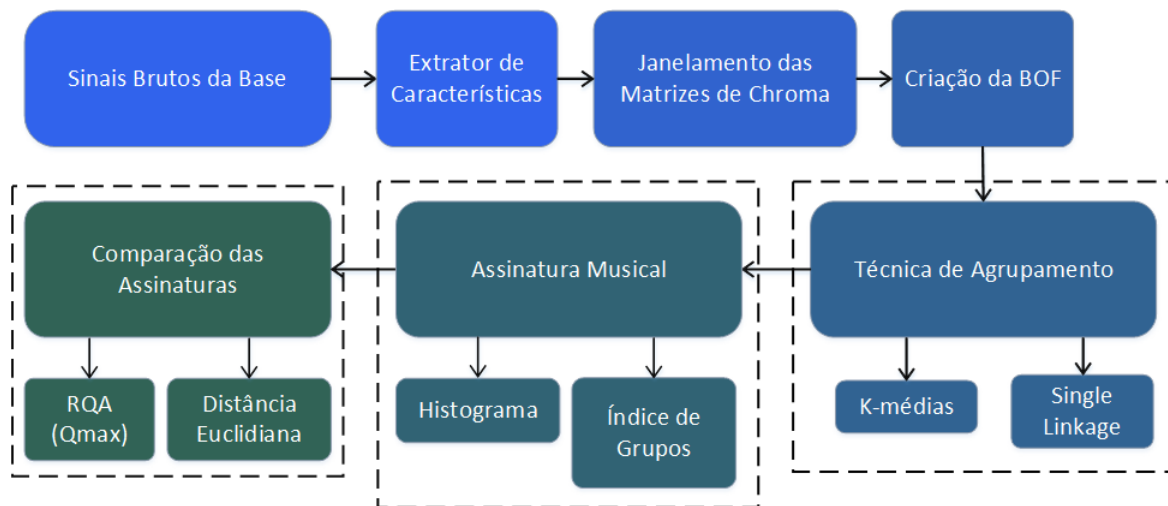 Sinais Brutos da Base
Extrator de
Características
Janelamento das
Matrizes de Chroma
Criação da BOF
Comparação das
Assinaturas
Assinatura Musical
Técnica de Agrupamento
RQA
(Qmax)
Distância
Euclidiana
Histograma
Índice de
Grupos
K-médias
Single
Linkage